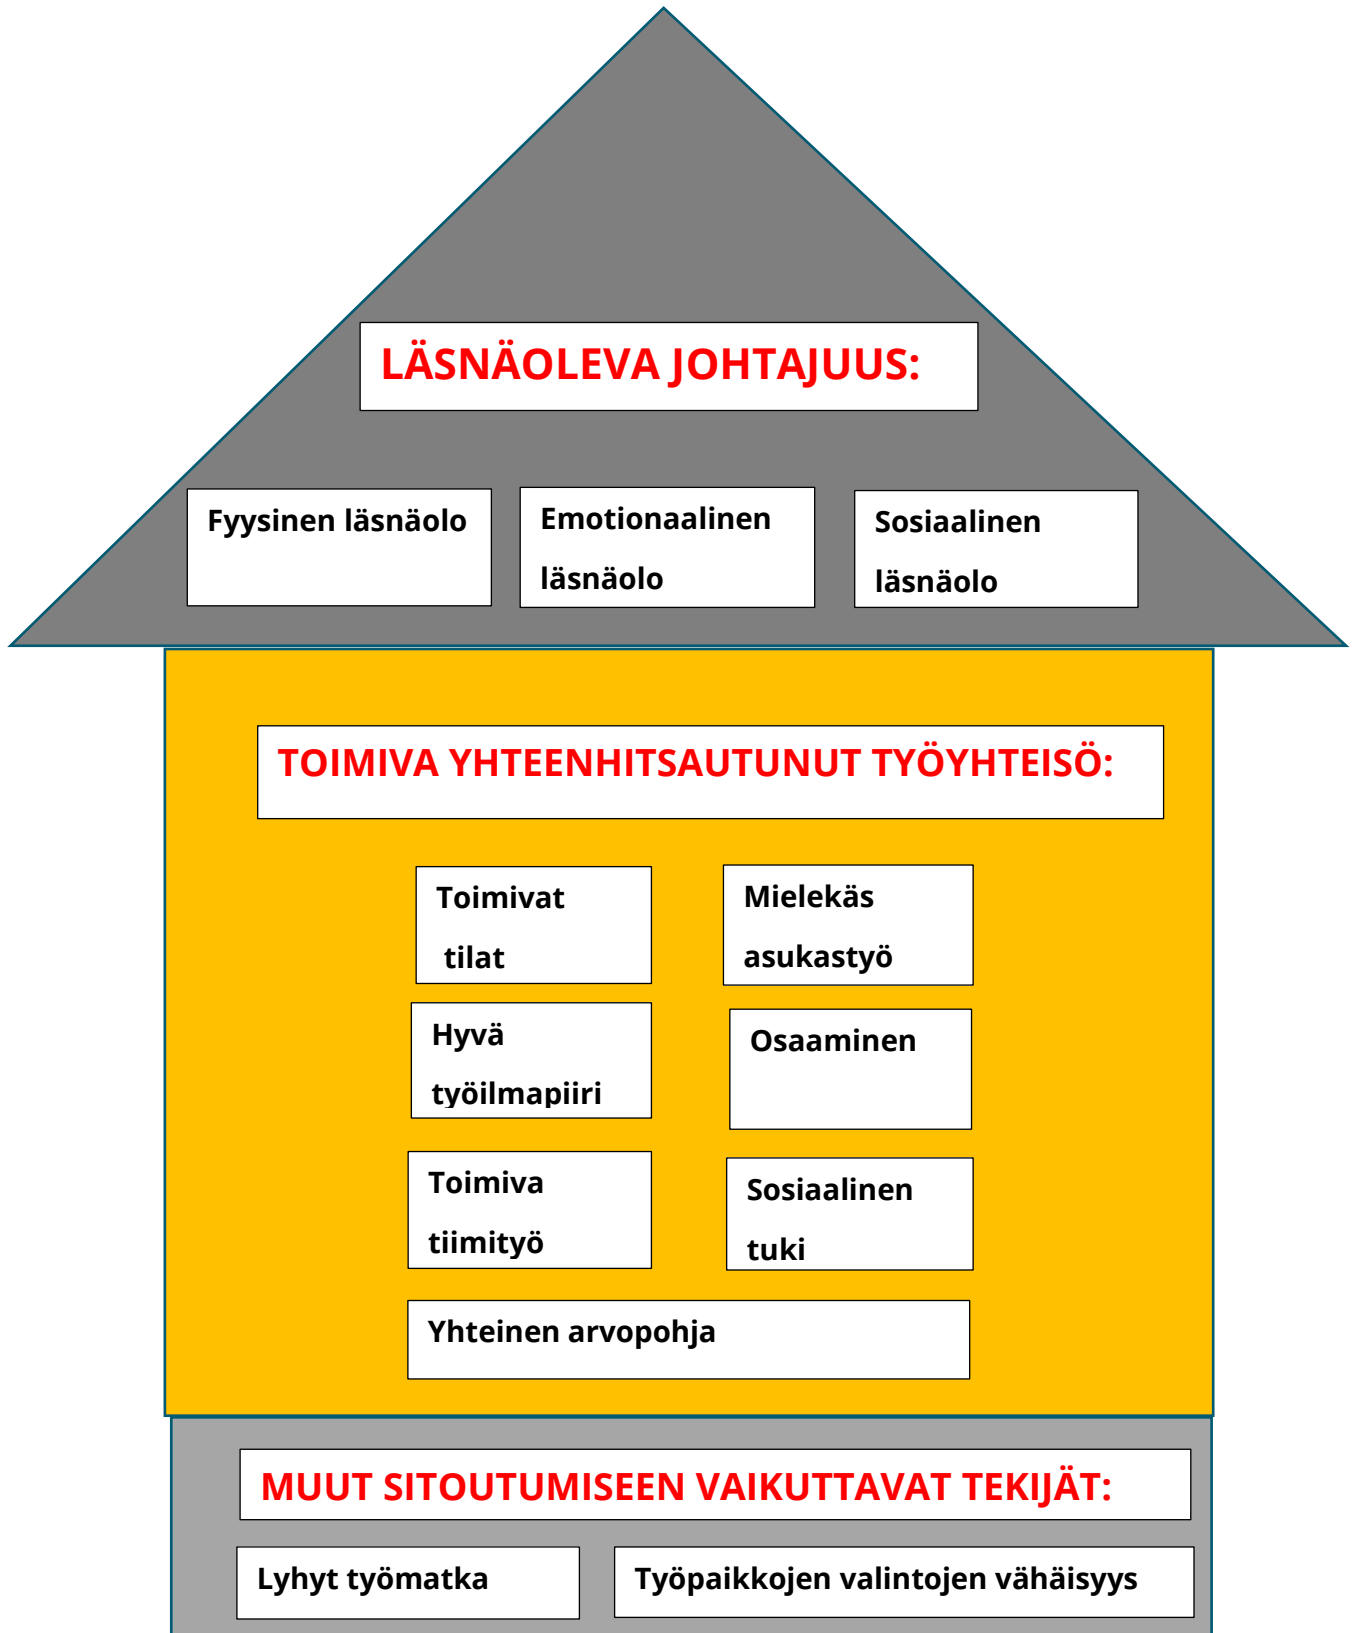 LÄSNÄOLEVA JOHTAJUUS:
Fyysinen läsnäolo
Emotionaalinen
läsnäolo
Sosiaalinen
läsnäolo
TOIMIVA YHTEENHITSAUTUNUT TYÖYHTEISÖ:
Toimivat
tilat
Mielekäs
asukastyö
Hyvä
työilmapiiri
Osaaminen
Toimiva
tiimityö
Sosiaalinen
tuki
Yhteinen arvopohja
MUUT SITOUTUMISEEN VAIKUTTAVAT TEKIJÄT:
Lyhyt työmatka
Työpaikkojen valintojen vähäisyys